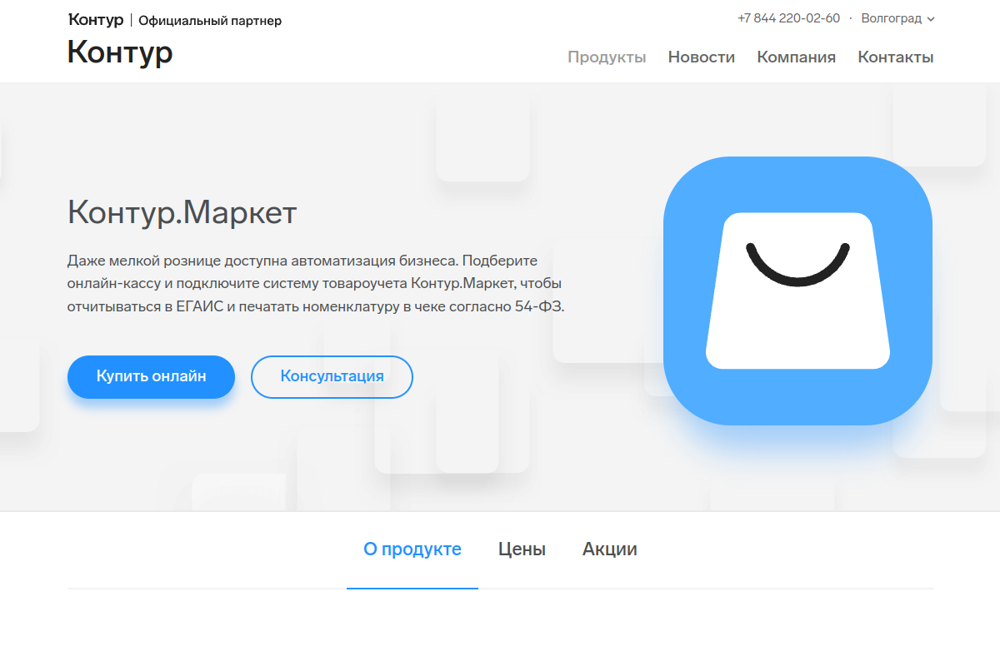 Контур | Официальный партнер
+7 844 220-02-60 · Волгоград
Контур
Продукты Новости Компания Контакты
Контур.Маркет
Даже мелкой рознице доступна автоматизация бизнеса. Подберите
онлайн-кассу и подключите систему товароучета Контур.Маркет, чтобы
отчитываться в ЕГАИС и печатать номенклатуру в чеке согласно 54-ФЗ.
Купить онлайн Консультация
О продукте Цены Акции